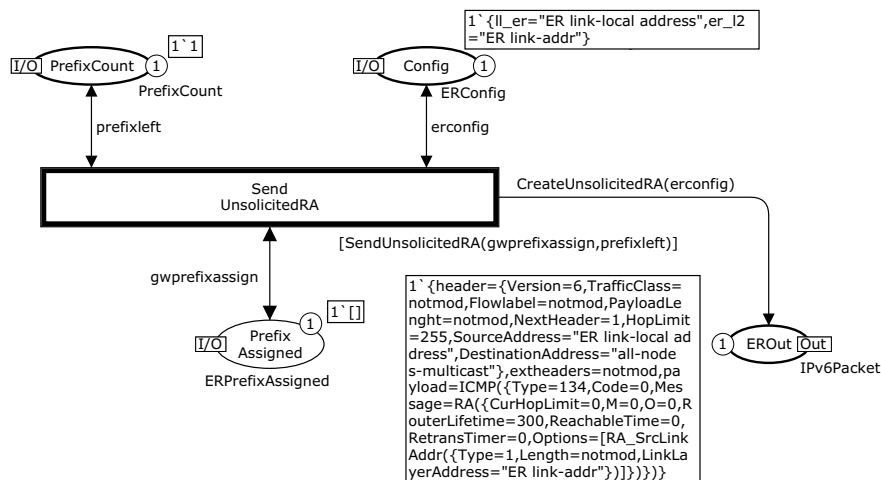 1`{ll_er="ER link-local address",er_l2
="ER link-addr"}
1`1
I/O PrefixCount 1
PrefixCount
I/O Config 1
ERConfig
prefixleft
erconfig
Send
UnsolicitedRA
CreateUnsolicitedRA(erconfig)
[SendUnsolicitedRA(gwprefixassign,prefixleft)]
gwprefixassign
1`[]
1
I/O Prefix
Assigned
ERPrefixAssigned
1`{header={Version=6,TrafficClass=
notmod,Flowlabel=notmod,PayloadLe
nght=notmod,NextHeader=1,HopLimit
=255,SourceAddress="ER link-local ad
dress",DestinationAddress="all-node
s-multicast"},extheaders=notmod,pa
yload=ICMP({Type=134,Code=0,Mes
sage=RA({CurHopLimit=0,M=0,O=0,R
outerLifetime=300,ReachableTime=0,
RetransTimer=0,Options=[RA_SrcLink
Addr({Type=1,Length=notmod,LinkLa
yerAddress="ER link-addr"})]})})}
1 EROut Out
IPv6Packet